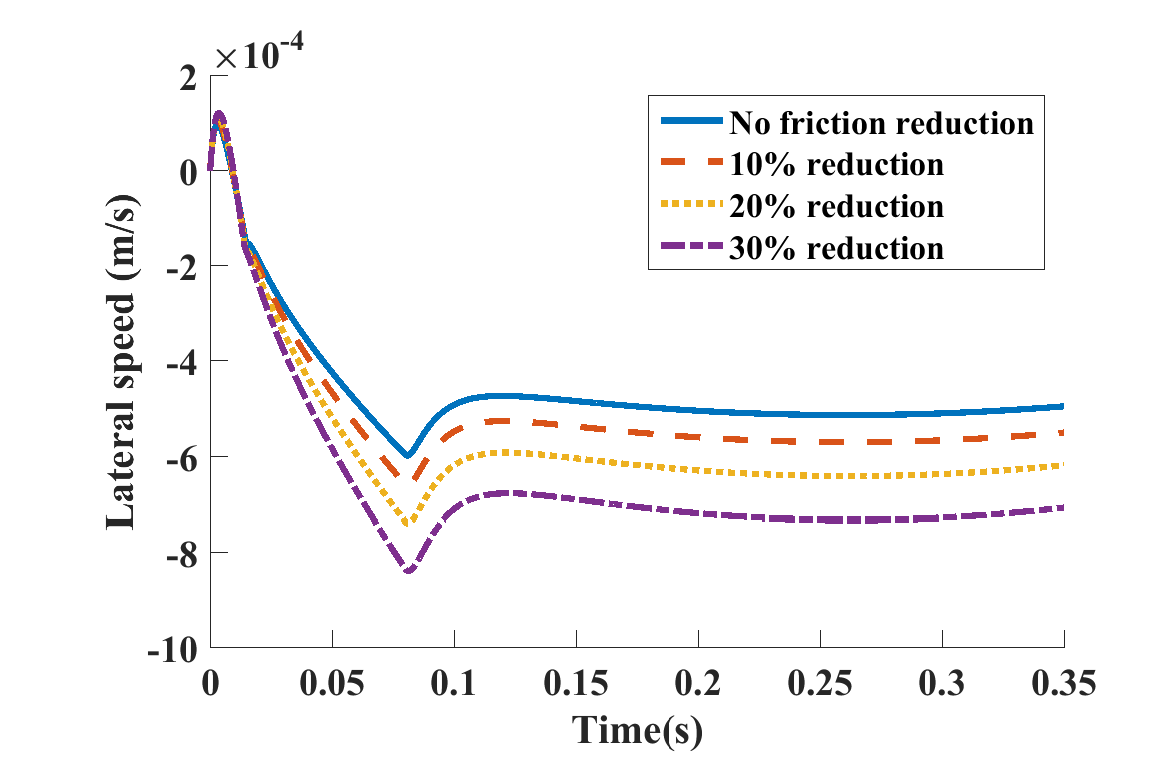 ×10-4
2
0
-2
-4
-6
-8
-10
Lateral speed (m/s)
No friction reduction
10% reduction
20% reduction
30% reduction
0 0.05 0.1 0.15 0.2 0.25 0.3 0.35
Time(s)